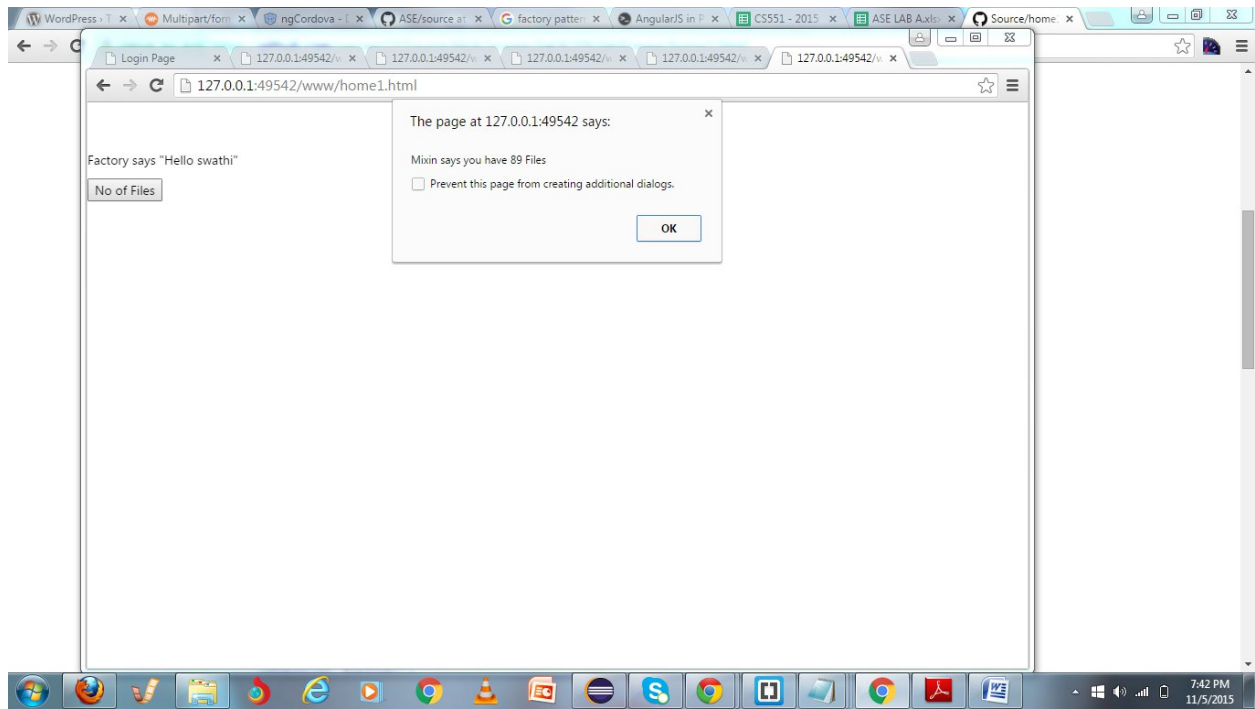 WordPress › T
Multipart/form
ngCordova - D
ASE/source at
factory patter
AngularJS in P
CS551 - 2015
ASE LAB A.xls
Source/home.
Login Page
127.0.0.1:49542/
127.0.0.1:49542/
127.0.0.1:49542/
127.0.0.1:49542/
127.0.0.1:49542/
127.0.0.1:49542/www/home1.html
The page at 127.0.0.1:49542 says:
Mixin says you have 89 Files
Prevent this page from creating additional dialogs.
OK
Factory says "Hello swathi"
No of Files
7:42 PM
11/5/2015